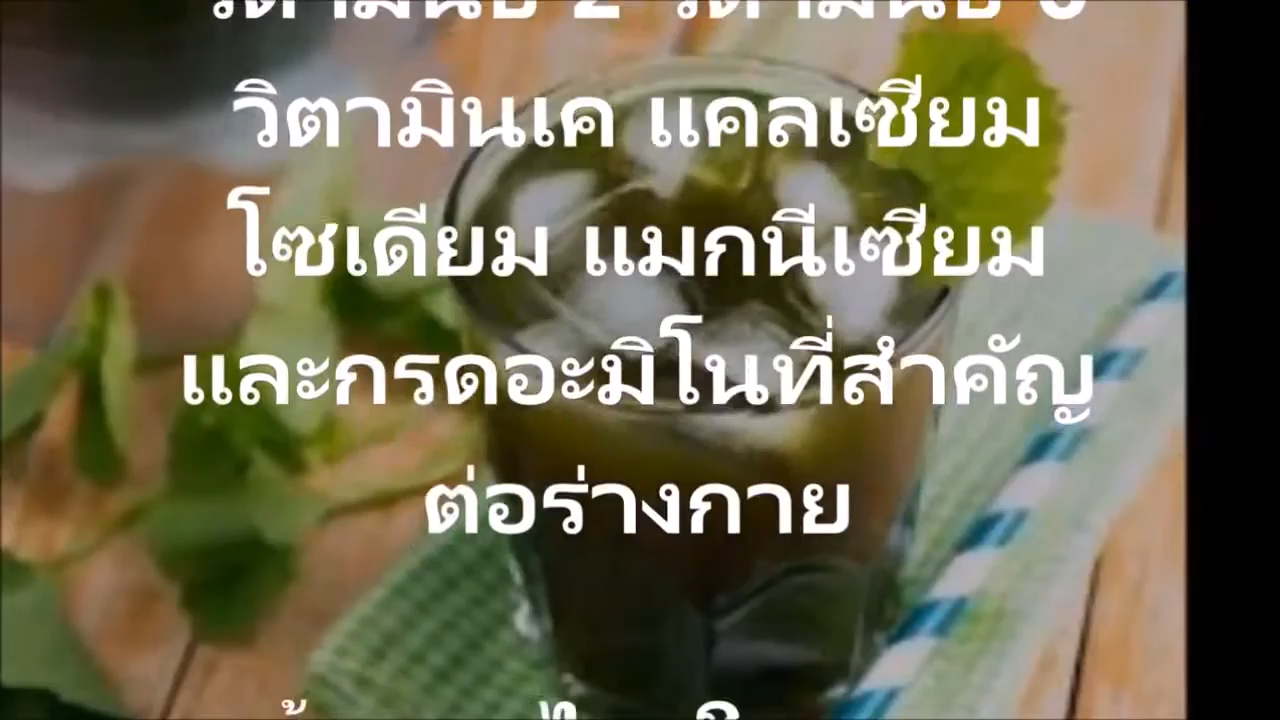 วิตามินเค แคลเซียม
โซเดียม แมกนีเซียม
และกรดอะมิโนที่สำคัญ
ต่อร่างกาย